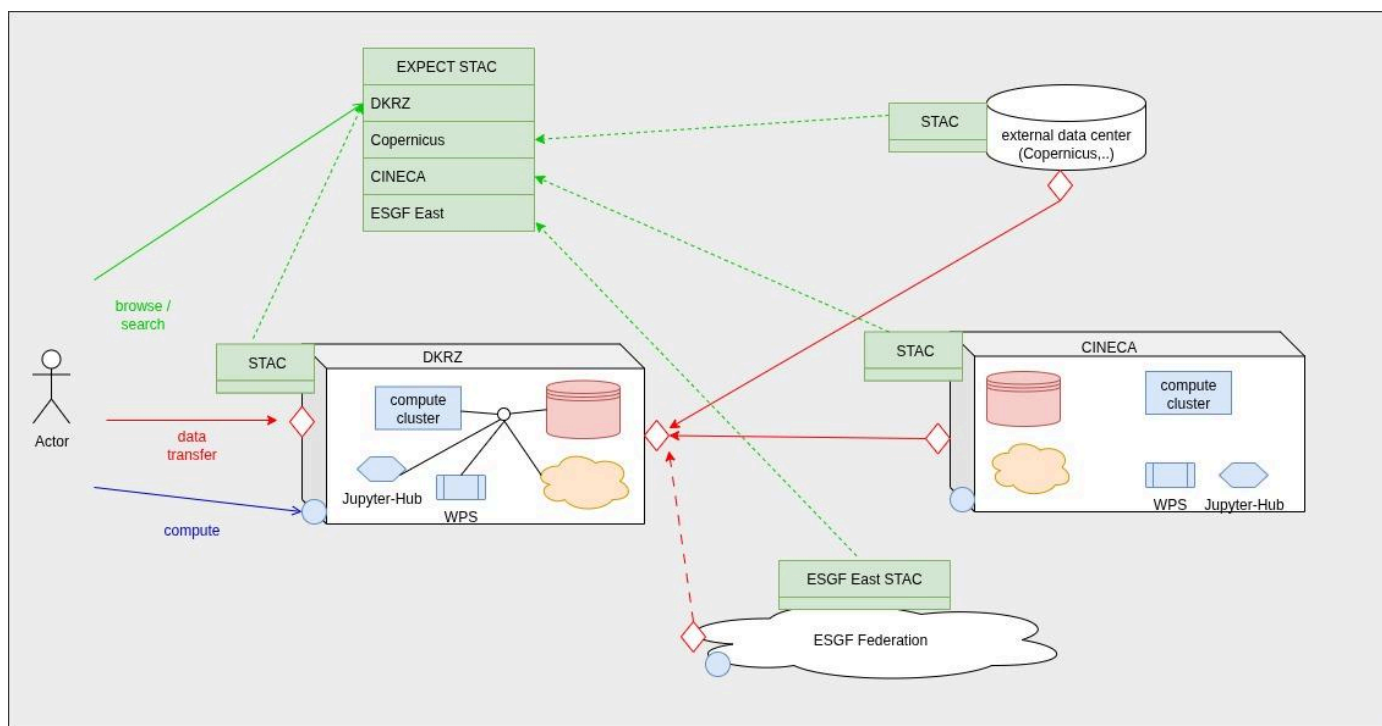 EXPECT STAC
DKRZ
Copernicus
CINECA
ESGF East
STAC
external data center
(Copernicus,..)
browse /
search
STAC
DKRZ
compute
cluster
Jupyter-Hub
WPS
Actor
data
transfer
compute
STAC
CINECA
compute
cluster
WPS
Jupyter-Hub
ESGF East STAC
ESGF Federation